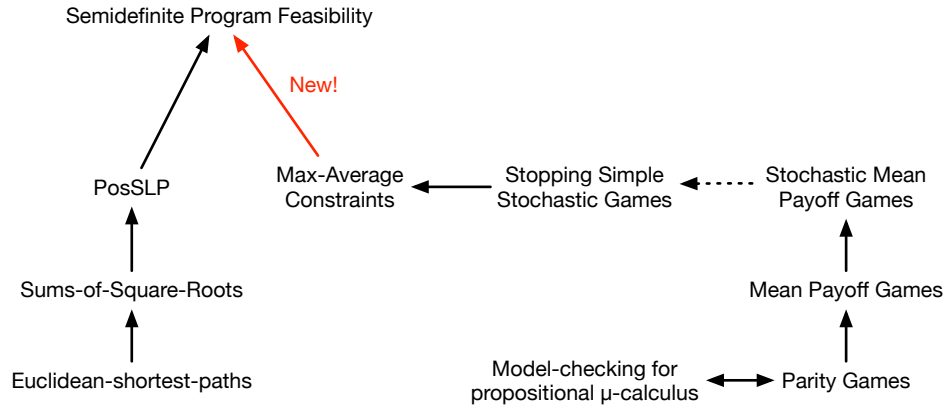 Semidefinite Program Feasibility
New!
PosSLP
Max-Average
Constraints
Stopping Simple
Stochastic Games
Stochastic Mean
Payoff Games
Sums-of-Square-Roots
Mean Payoff Games
Euclidean-shortest-paths
Model-checking for
propositional μ-calculus
Parity Games